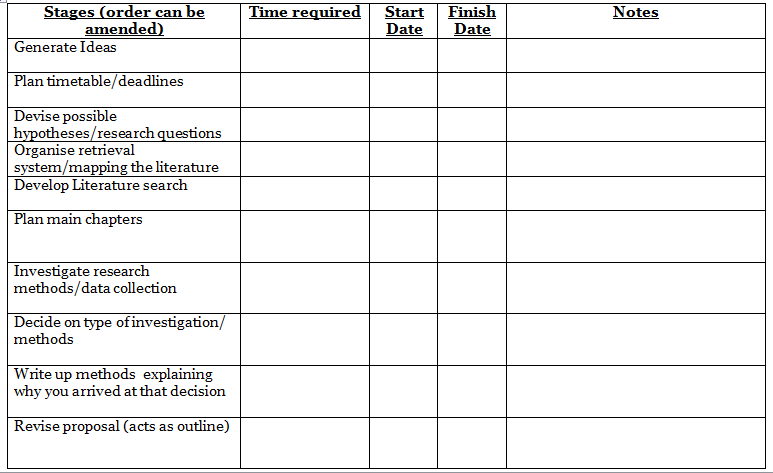 Stages (order can be amended) Time required Start Date Finish Date Notes
Generate Ideas
Plan timetable/deadlines
Devise possible
hypotheses/research questions
Organise retrieval
system/mapping the literature
Develop Literature search
Plan main chapters
Investigate research
methods/data collection
Decide on type of investigation/
methods
Write up methods  explaining
why you arrived at that decision
Revise proposal (acts as outline)